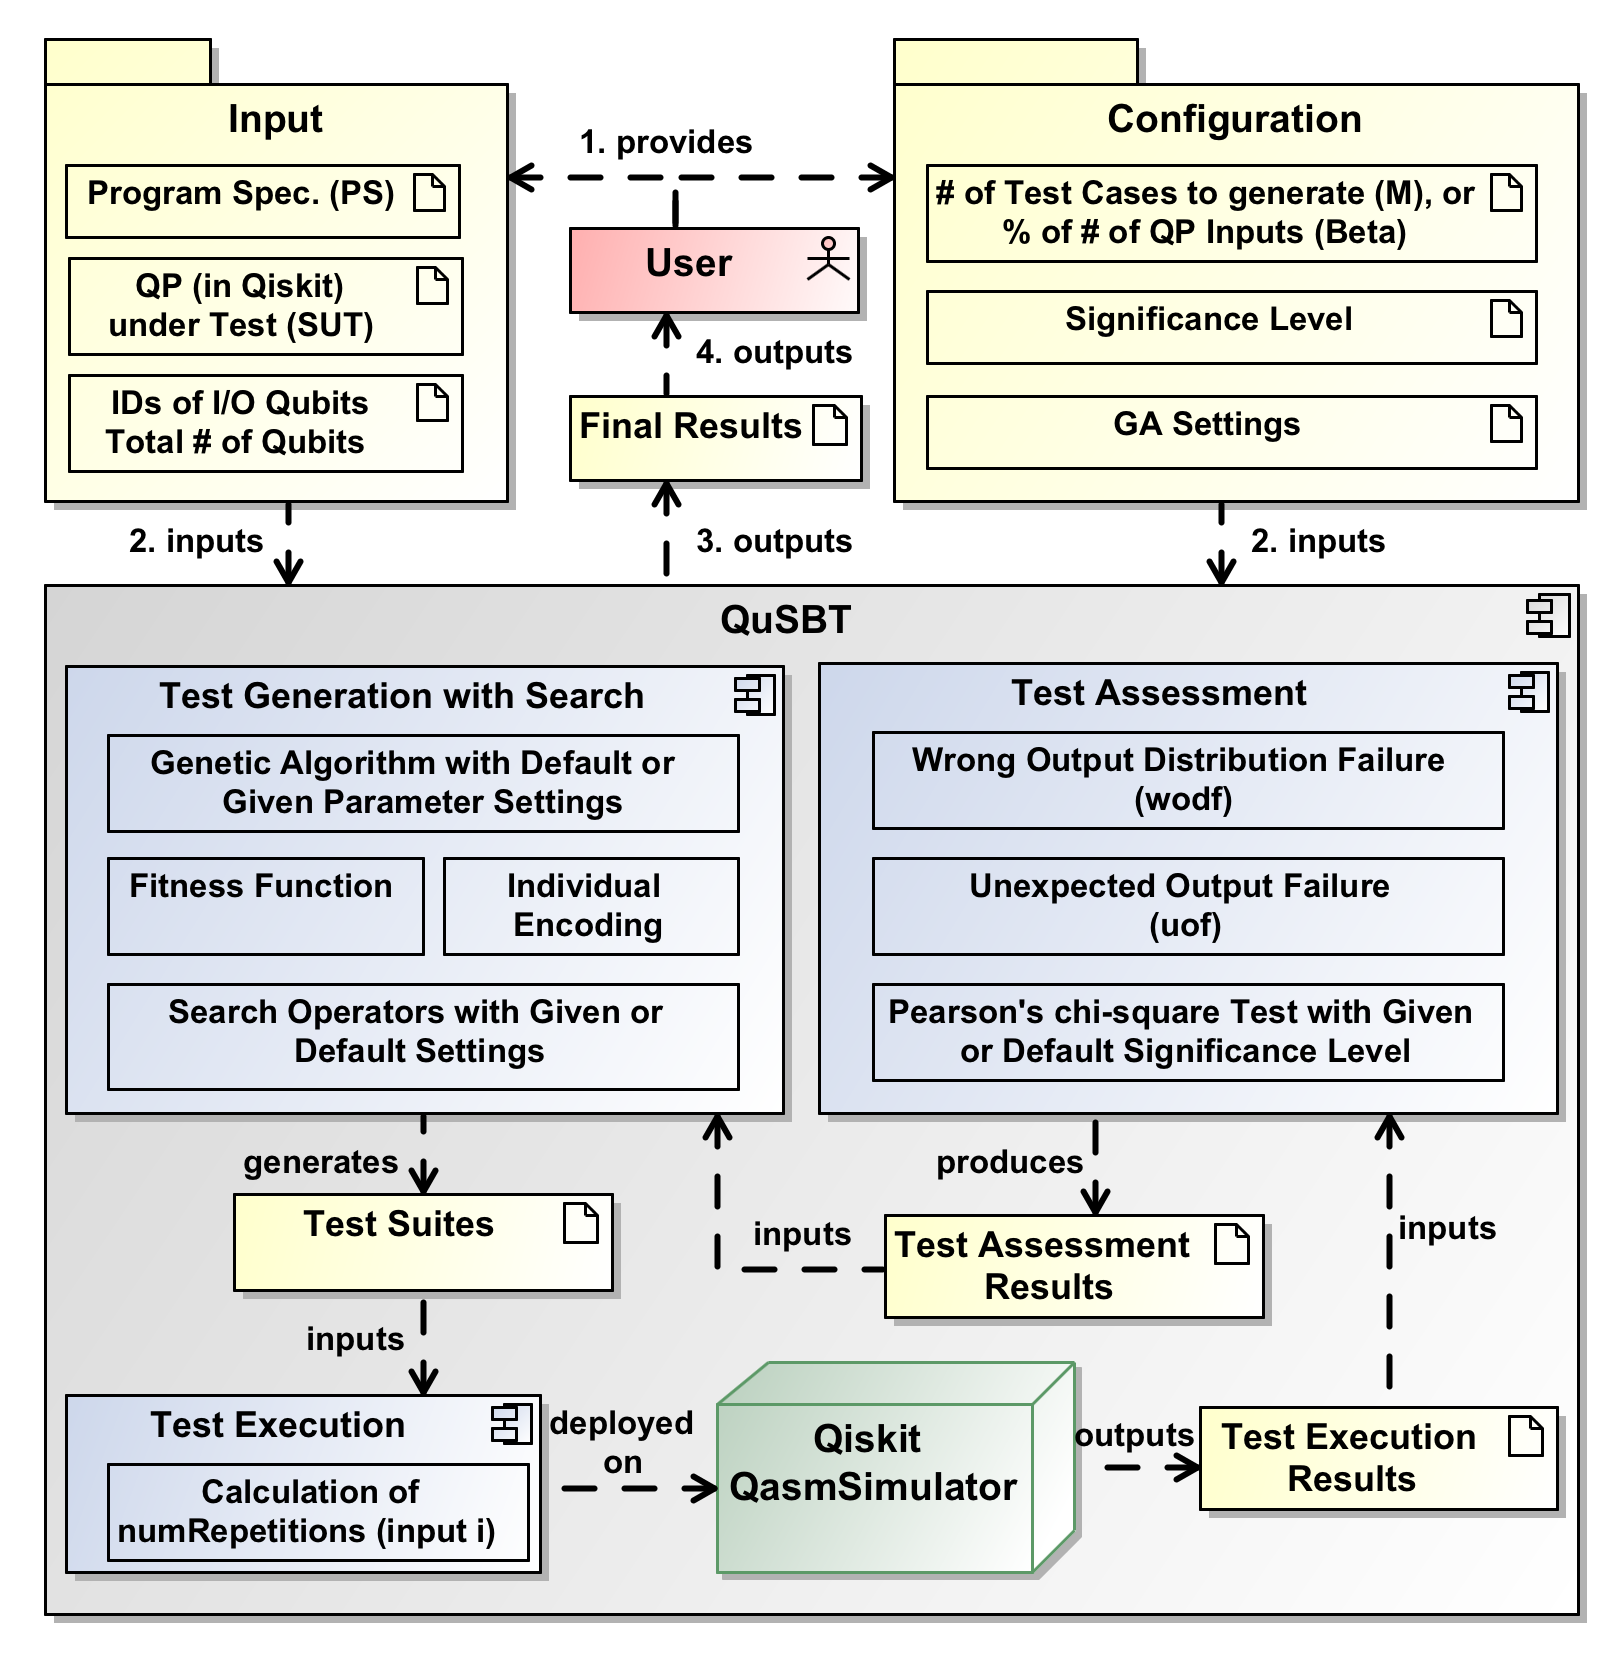 Input
Program Spec. (PS)
QP (in Qiskit)
under Test (SUT)
IDs of I/O Qubits
Total # of Qubits
1. provides
User
4. outputs
Final Results
Configuration
# of Test Cases to generate (M), or
% of # of QP Inputs (Beta)
Significance Level
GA Settings
2. inputs
3. outputs
2. inputs
QuSBT
Test Generation with Search
Genetic Algorithm with Default or
Given Parameter Settings
Fitness Function
Individual
Encoding
Search Operators with Given or
Default Settings
Test Assessment
Wrong Output Distribution Failure
(wodf)
Unexpected Output Failure
(uof)
Pearson's chi-square Test with Given
or Default Significance Level
generates
Test Suites
inputs
produces
Test Assessment
Results
inputs
inputs
Test Execution
Calculation of
numRepetitions (input i)
deployed
on
Qiskit
QasmSimulator
outputs
Test Execution
Results